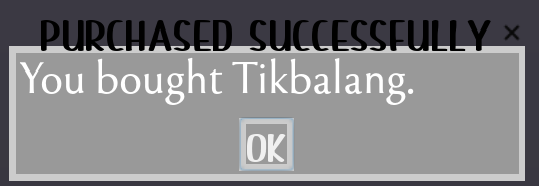 PURCHASED SUCCESSFULLY ×
You bought Tikbalang.
OK